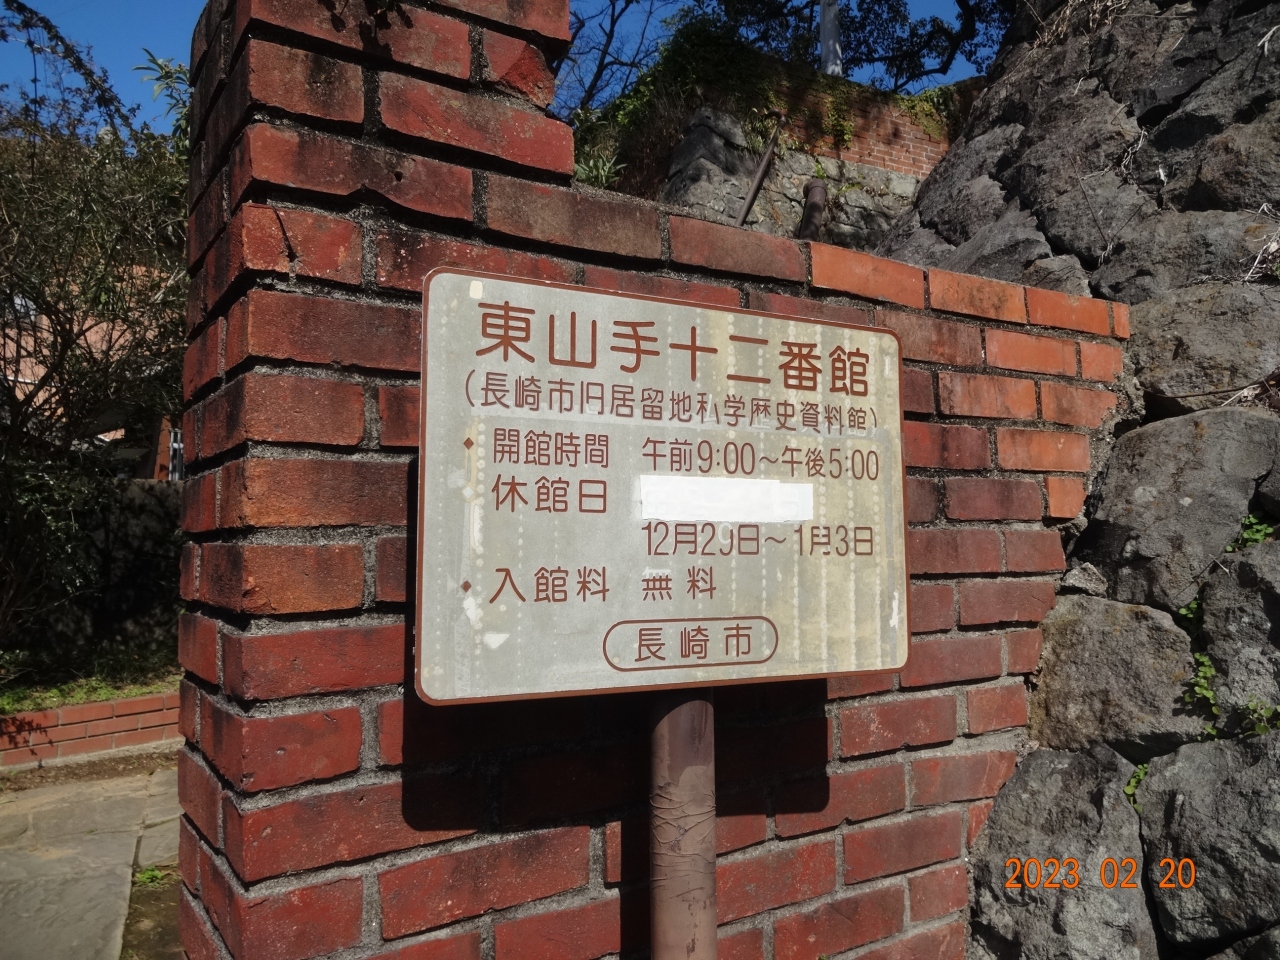 東山手十二番館
(長崎市旧居留地私学歴史資料館)
・開館時間 午前9:00～午後5:00
休館日
12月29日～1月3日
・入館料 無料
長崎市
2023 02 20